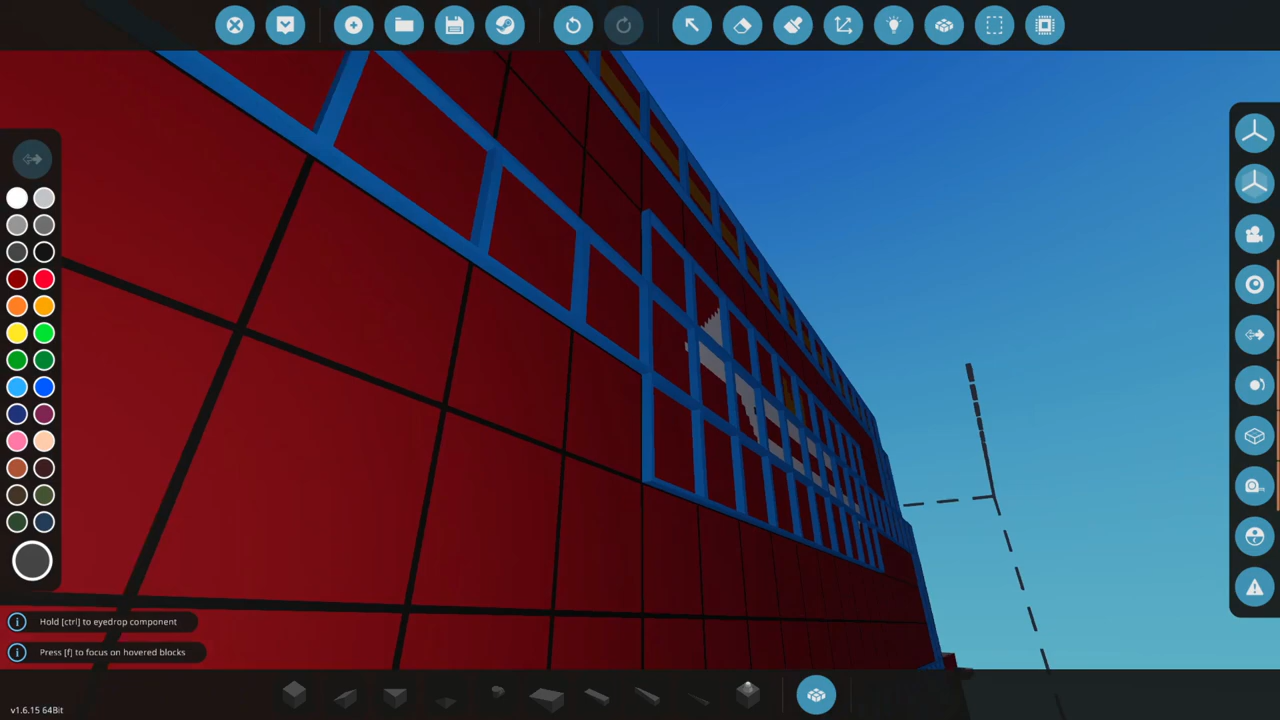 Hold [ctrl] to eyedrop component
Press [f] to focus on hovered blocks
v1.6.15 64Bit